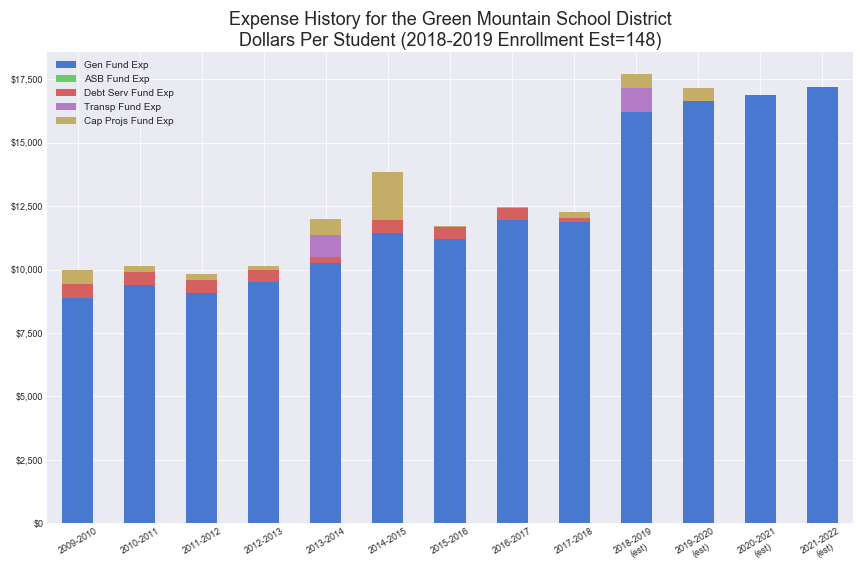 Expense History for the Green Mountain School District
Dollars Per Student (2018-2019 Enrollment Est=148)
Gen Fund Exp
ASB Fund Exp
Debt Serv Fund Exp
Transp Fund Exp
Cap Projs Fund Exp
$17,500
$15,000
$12,500
$10,000
$7,500
$5,000
$2,500
$0
2009-2010
2010-2011
2011-2012
2012-2013
2013-2014
2014-2015
2015-2016
2016-2017
2017-2018
2018-2019
(est)
2019-2020
(est)
2020-2021
(est)
2021-2022
(est)